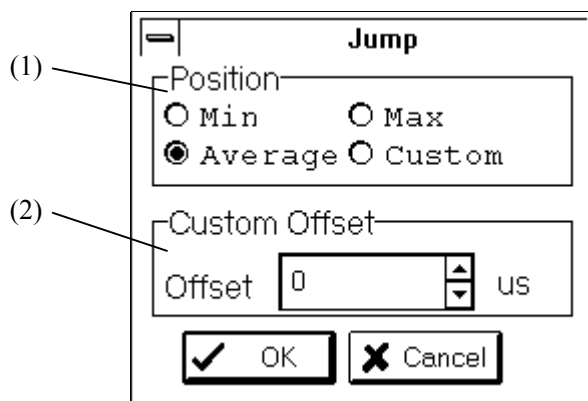 Jump
(1)
Position
Min Max
Average Custom
(2)
Custom Offset
Offset 0 us
OK Cancel